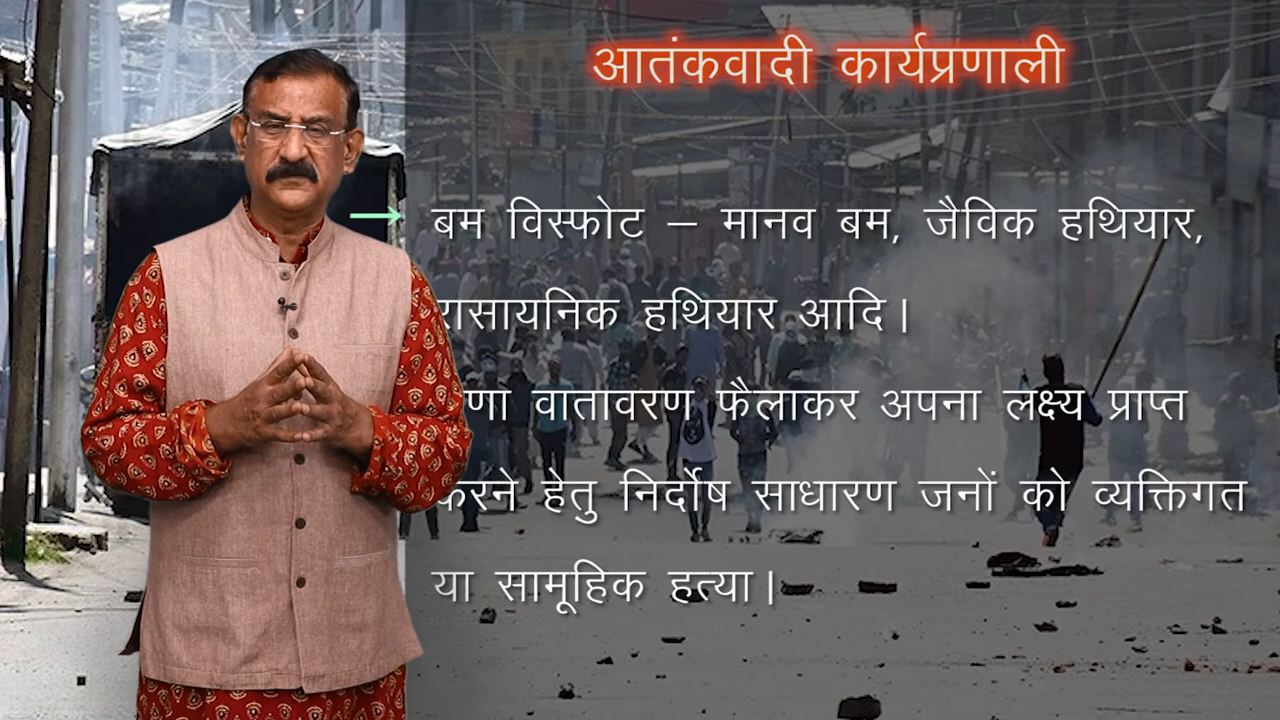 आतंकवादी कार्यप्रणाली
बम विस्फोट – मानव बम, जैविक हथियार,
रासायनिक हथियार आदि।
वातावरण फैलाकर अपना लक्ष्य प्राप्त
करने हेतु निर्दोष साधारण जनों को व्यक्तिगत
या सामूहिक हत्या।